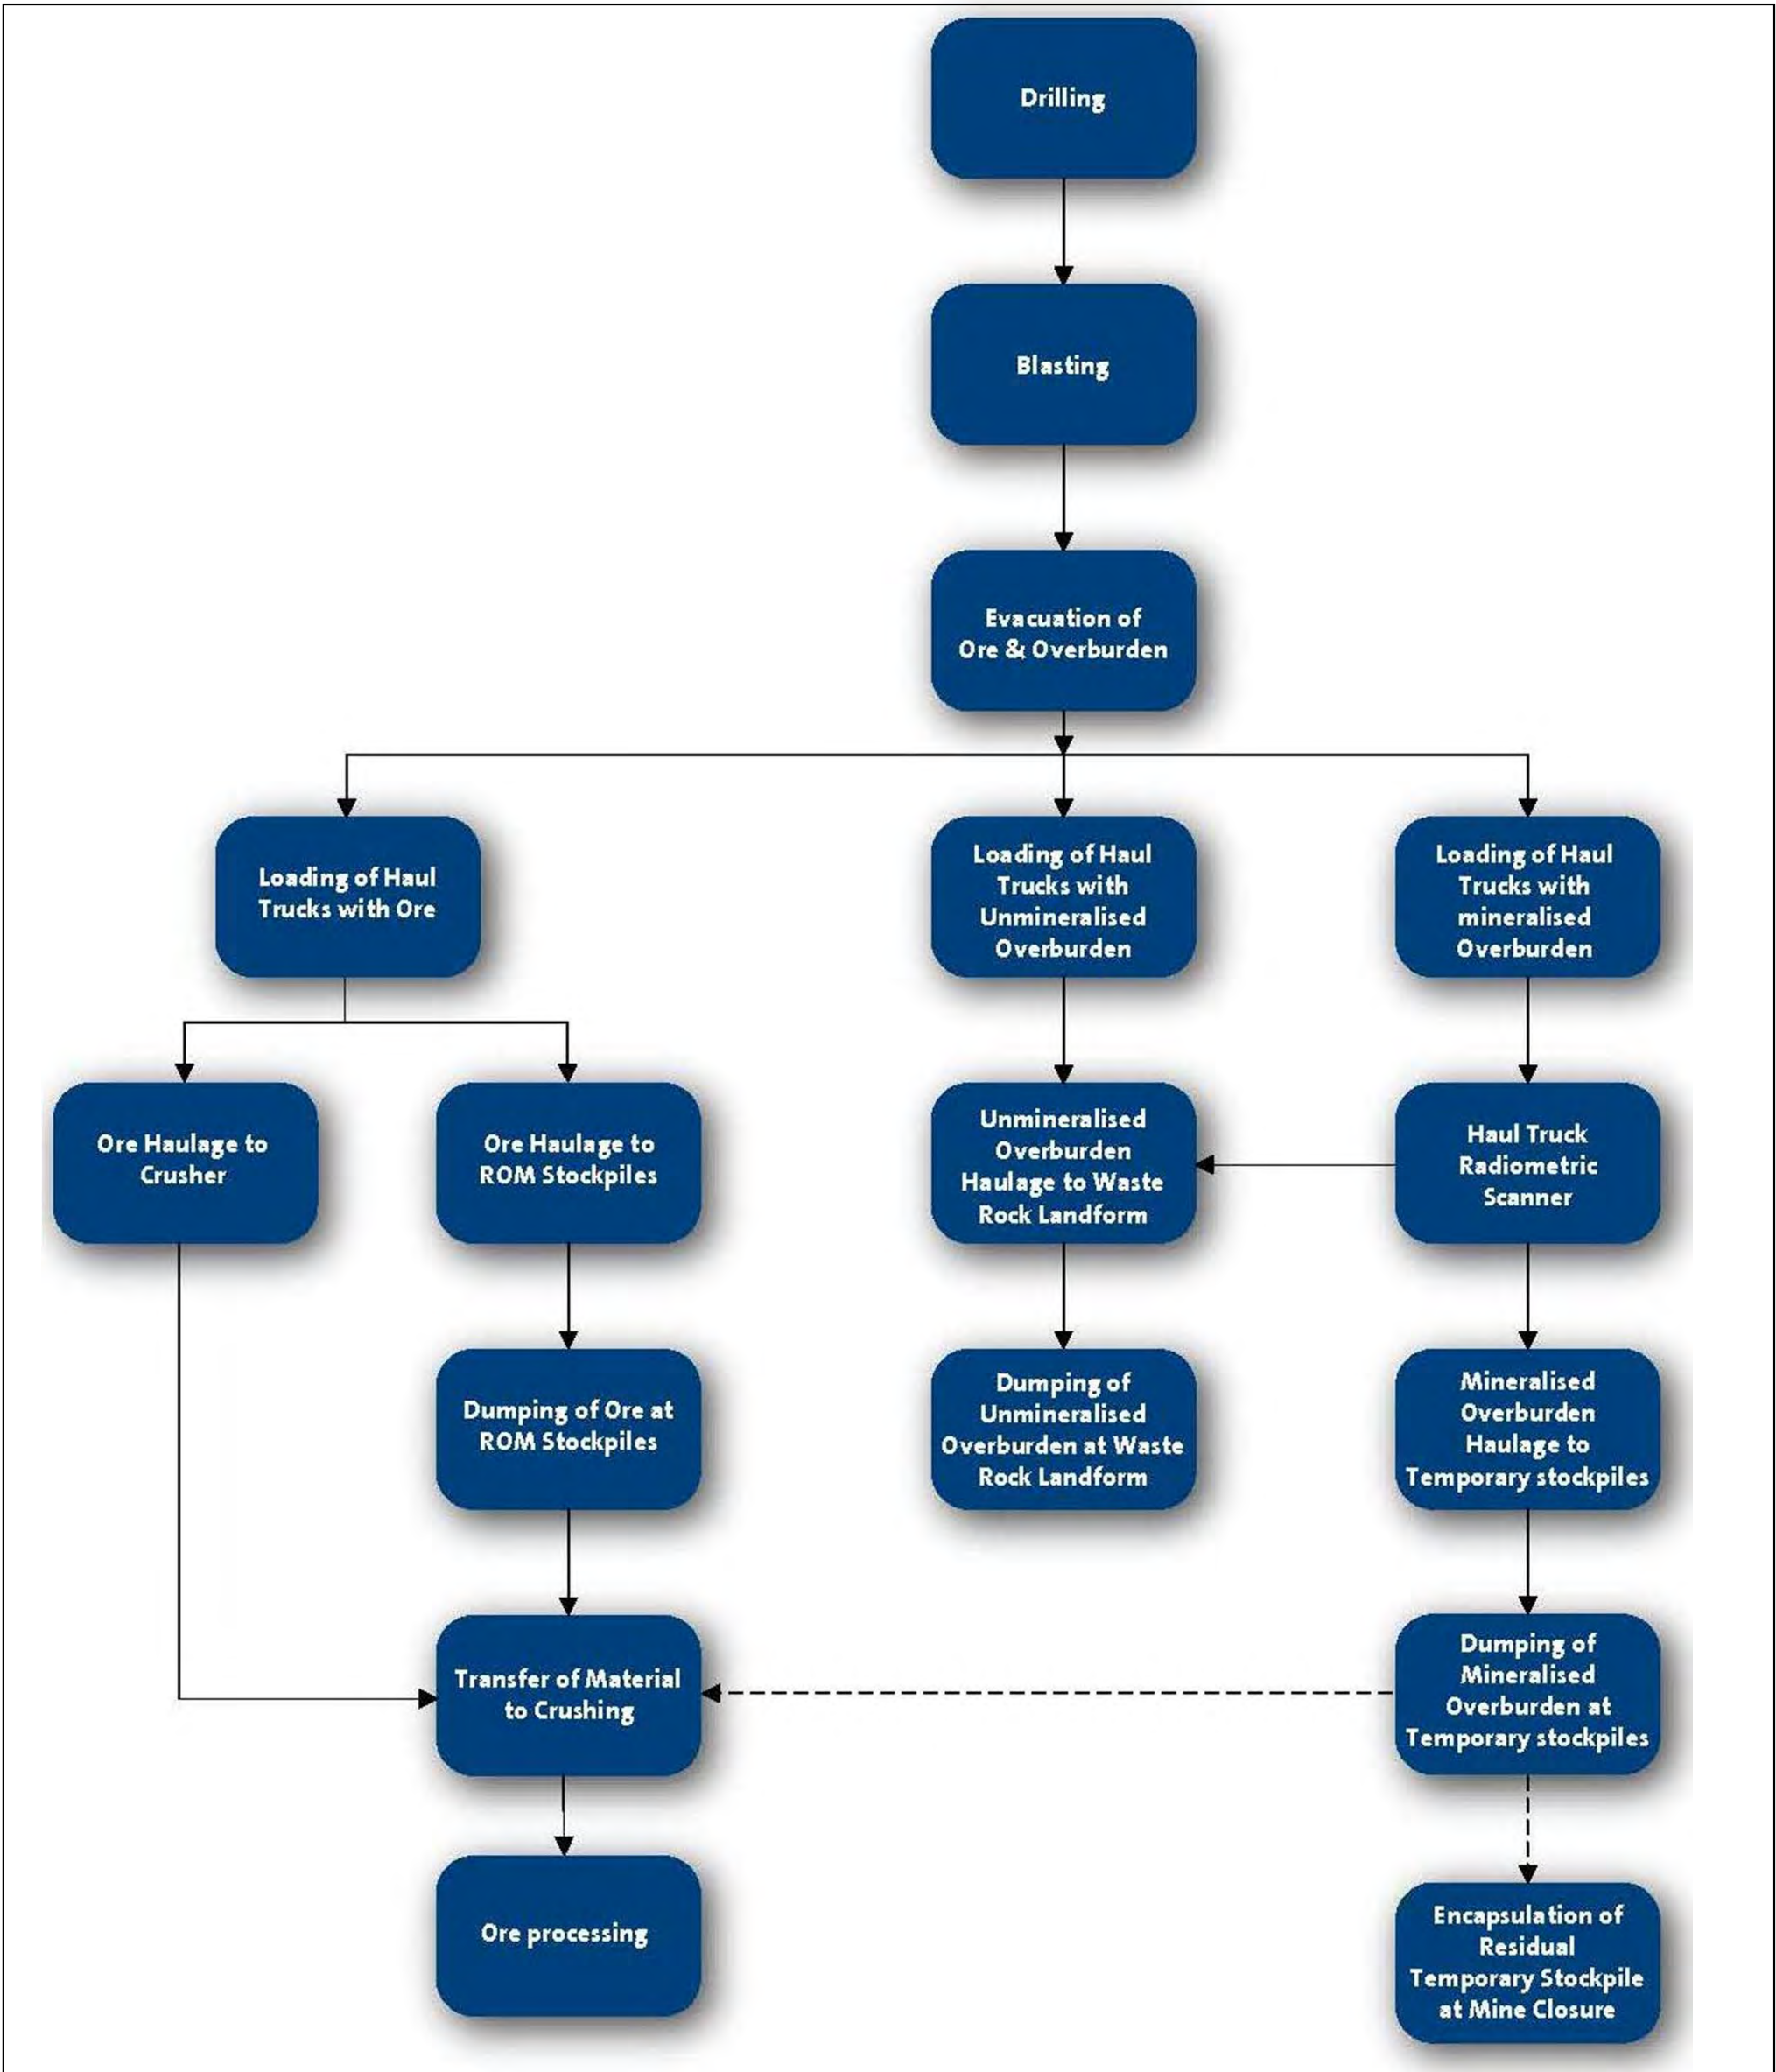 Drilling
Blasting
Evacuation of
Ore & Overburden
Loading of Haul
Trucks with Ore
Loading of Haul
Trucks with
Unmineralised
Overburden
Loading of Haul
Trucks with
mineralised
Overburden
Ore Haulage to
Crusher
Ore Haulage to
ROM Stockpiles
Unmineralised
Overburden
Haulage to Waste
Rock Landform
Haul Truck
Radiometric
Scanner
Dumping of Ore at
ROM Stockpiles
Dumping of
Unmineralised
Overburden at Waste
Rock Landform
Mineralised
Overburden
Haulage to
Temporary stockpiles
Transfer of Material
to Crushing
Dumping of
Mineralised
Overburden at
Temporary stockpiles
Ore processing
Encapsulation of
Residual
Temporary Stockpile
at Mine Closure